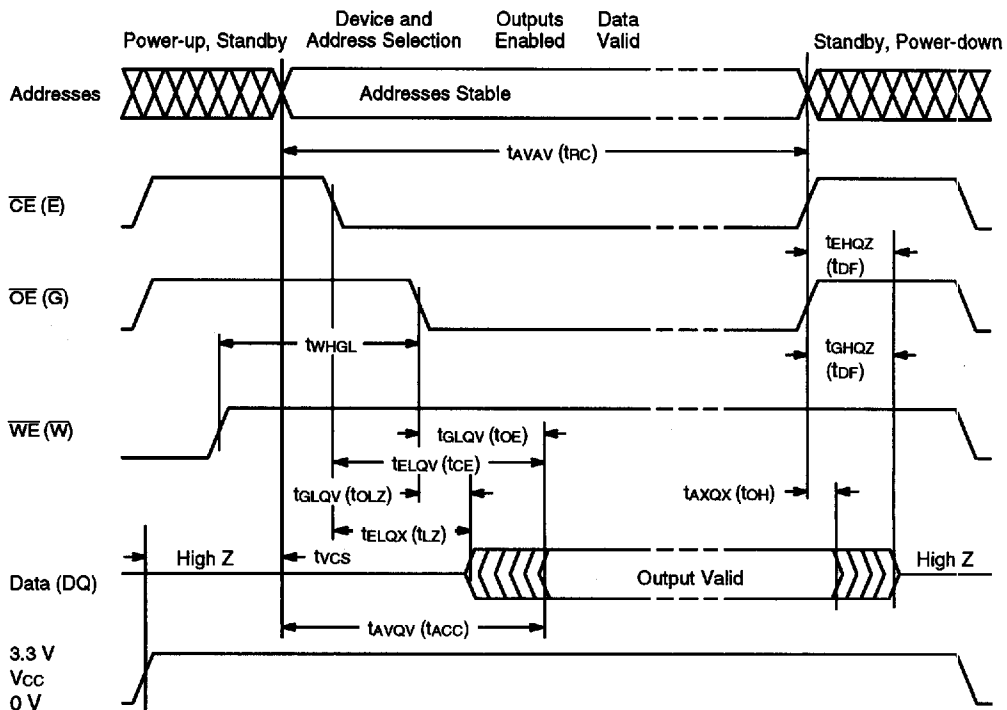 Power-up, Standby
Device and
Address Selection
Outputs
Enabled
Data
Valid
Standby, Power-down
Addresses
Addresses Stable
tAVAV (tRC)
CE (E)
tEHQZ
(tDF)
OE (G)
tWHGL
tGHQZ
(tDF)
WE (W)
tGLQV (tOE)
tELQV (tCE)
tGLQV (tOLZ)
tAXQX (tOH)
tELQX (tLZ)
High Z
tVCS
High Z
Data (DQ)
Output Valid
tAVQV (tACC)
3.3 V
VCC
0 V